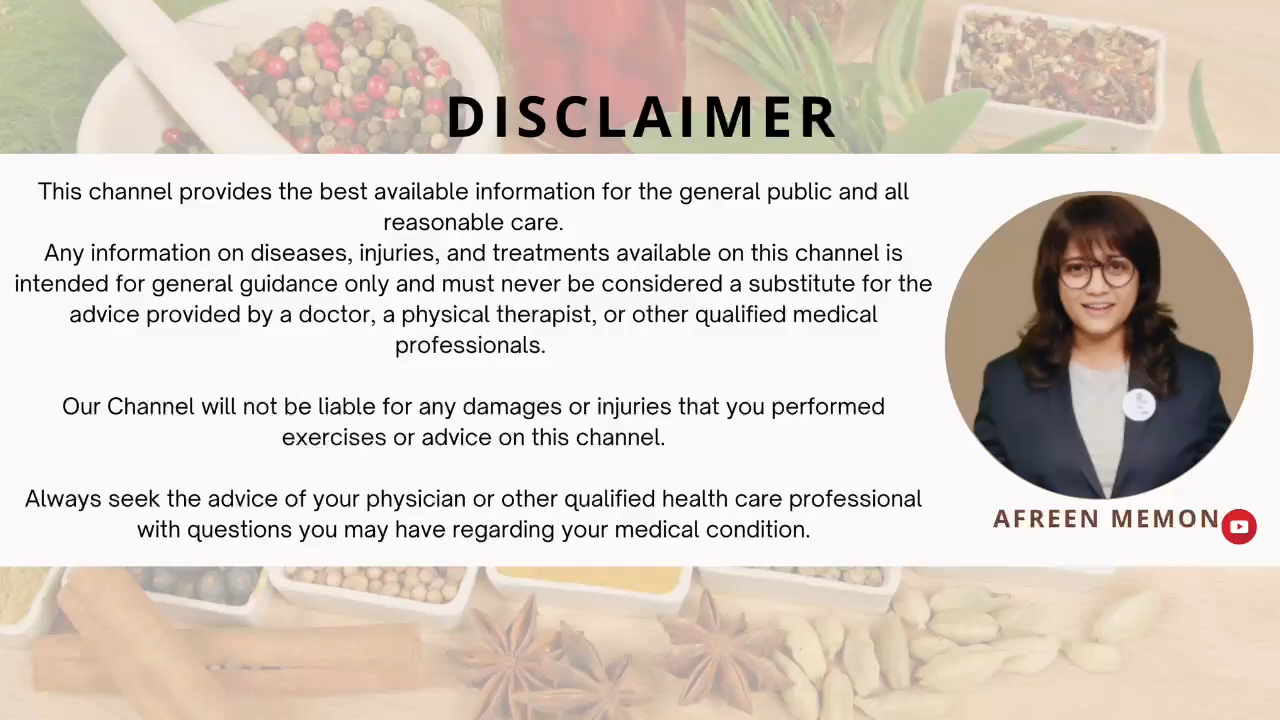 DISCLAIMER
This channel provides the best available information for the general public and all
reasonable care.
Any information on diseases, injuries, and treatments available on this channel is
intended for general guidance only and must never be considered a substitute for the
advice provided by a doctor, a physical therapist, or other qualified medical
professionals.
Our Channel will not be liable for any damages or injuries that you performed
exercises or advice on this channel.
Always seek the advice of your physician or other qualified health care professional
with questions you may have regarding your medical condition.
AFREEN MEMON